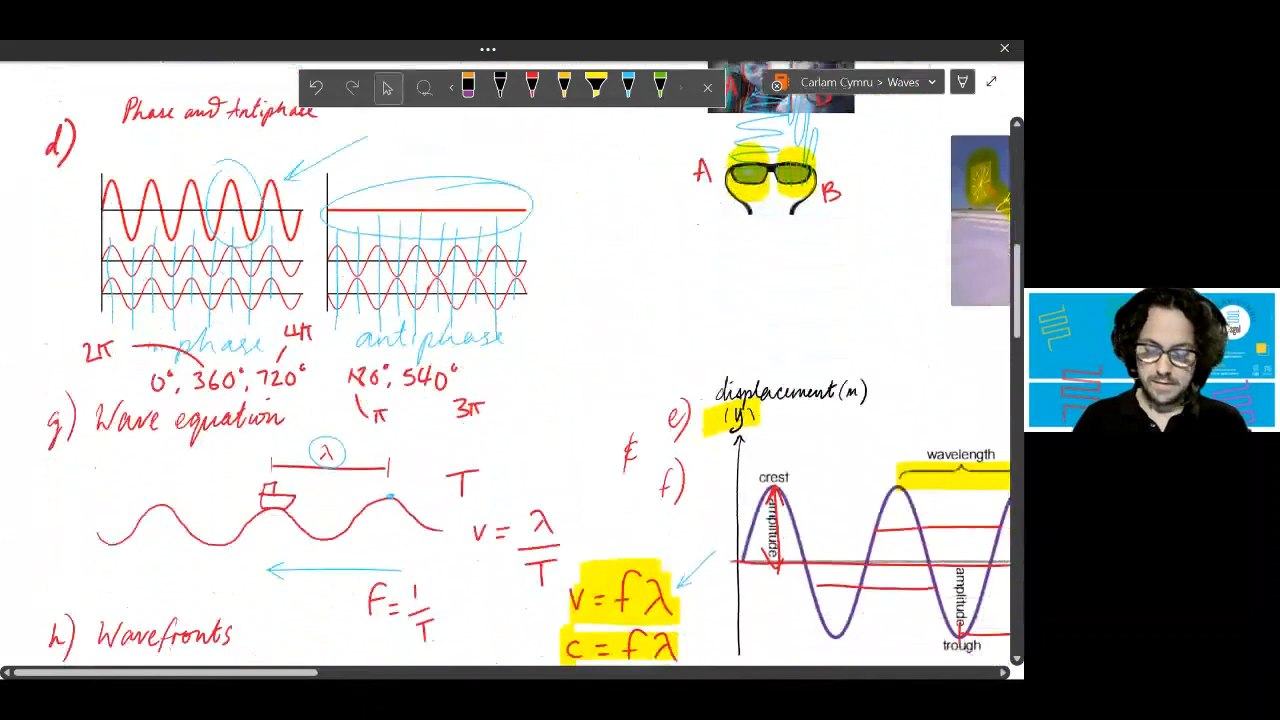 Carlam Cymru > Waves
Phase and Antiphase
d)
A
B
phase
antiphase
2π
4π
0°, 360°, 720°
180°, 540°
π
3π
g) Wave equation
λ
T
v = λ/T
F = 1/T
v = fλ
c = fλ
h) Wavefronts
e)
&
f)
displacement (m)
(y)
crest
amplitude
wavelength
amplitude
trough